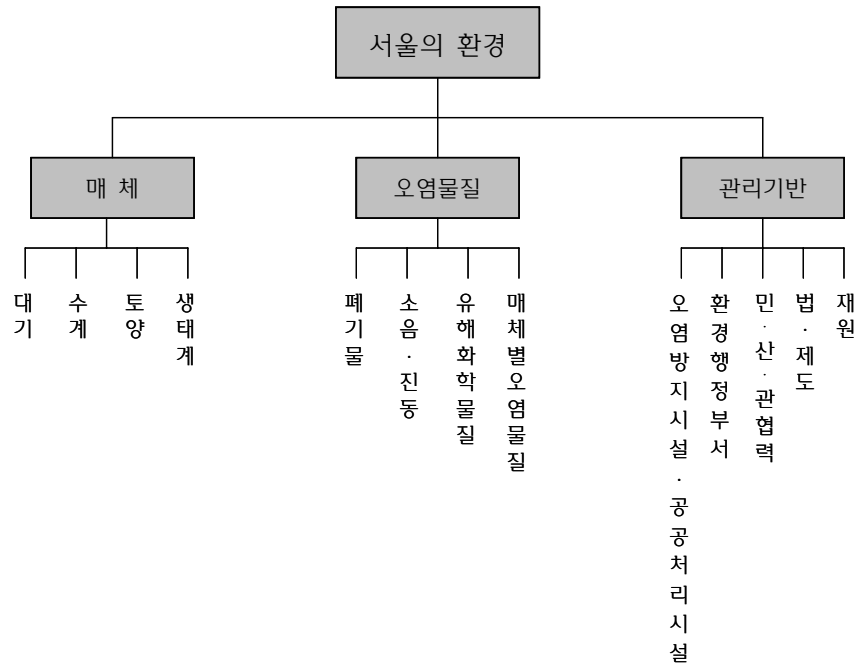 서울의 환경
매 체
오염물질
관리기반
대기
수계
토양
생태계
폐기물
소음·진동
유해화학물질
매체별오염물질
오염방지시설·공공처리시설
환경행정부서
민·산·관협력
법·제도
재원